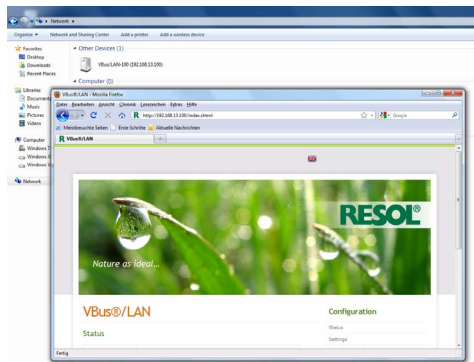 Network
Organize
Network and Sharing Center
Add a printer
Add a wireless device
Favorites
Desktop
Downloads
Recent Places
Libraries
Documents
Music
Pictures
Videos
Computer
Network
Other Devices (1)
VBus/LAN-100 (192.168.13.100)
Computer (0)
VBus®/LAN - Mozilla Firefox
Datei Bearbeiten Ansicht Chronik Lesezeichen Extras Hilfe
http://192.168.13.100/index.shtml
Google
Meistbesuchte Seiten Erste Schritte Aktuelle Nachrichten
VBus®/LAN
RESOL®
Nature as ideal...
VBus®/LAN
Configuration
Status
Status
Settings
Fertig